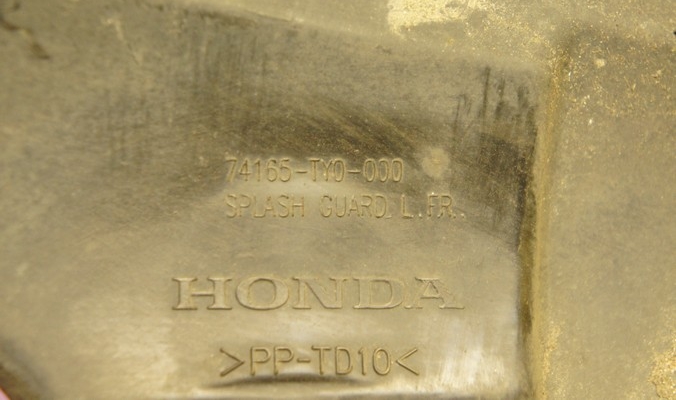 74165-TY0-000
SPLASH GUARD L.FR.
HONDA
>PP-TD10<